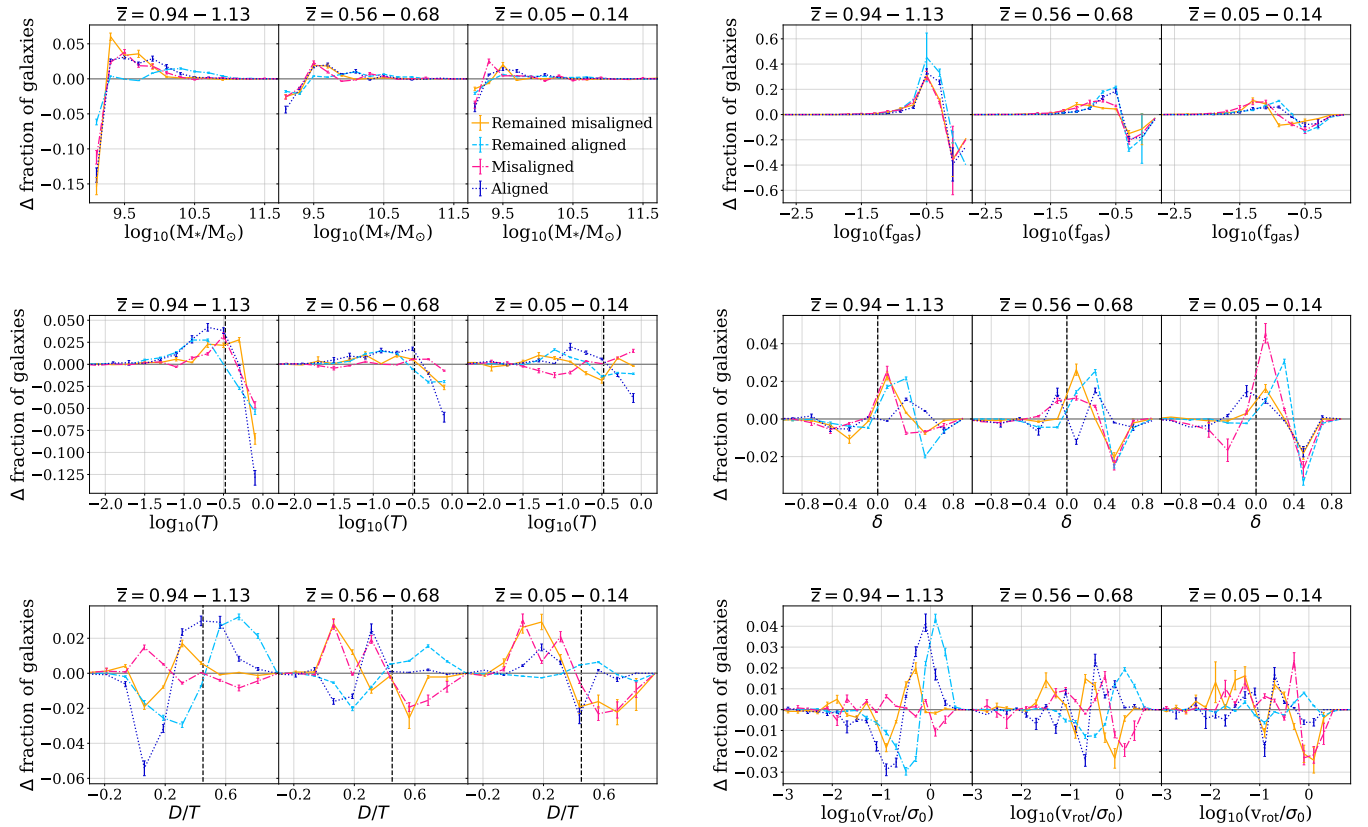 z̅ = 0.94 − 1.13 z̅ = 0.56 − 0.68 z̅ = 0.05 − 0.14
Δ fraction of galaxies
0.05
0.00
−0.05
−0.10
−0.15
Remained misaligned
Remained aligned
Misaligned
Aligned
9.5 10.5 11.5 9.5 10.5 11.5 9.5 10.5 11.5
log₁₀(M*/M⊙) log₁₀(M*/M⊙) log₁₀(M*/M⊙)
z̅ = 0.94 − 1.13 z̅ = 0.56 − 0.68 z̅ = 0.05 − 0.14
Δ fraction of galaxies
0.6
0.4
0.2
0.0
−0.2
−0.4
−0.6
−2.5 −1.5 −0.5 −2.5 −1.5 −0.5 −2.5 −1.5 −0.5
log₁₀(f_gas) log₁₀(f_gas) log₁₀(f_gas)
z̅ = 0.94 − 1.13 z̅ = 0.56 − 0.68 z̅ = 0.05 − 0.14
Δ fraction of galaxies
0.050
0.025
0.000
−0.025
−0.050
−0.075
−0.100
−0.125
−2.0 −1.5 −1.0 −0.5 0.0 −2.0 −1.5 −1.0 −0.5 0.0 −2.0 −1.5 −1.0 −0.5 0.0
log₁₀(T) log₁₀(T) log₁₀(T)
z̅ = 0.94 − 1.13 z̅ = 0.56 − 0.68 z̅ = 0.05 − 0.14
Δ fraction of galaxies
0.04
0.02
0.00
−0.02
−0.8 −0.4 0.0 0.4 0.8 −0.8 −0.4 0.0 0.4 0.8 −0.8 −0.4 0.0 0.4 0.8
δ δ δ
z̅ = 0.94 − 1.13 z̅ = 0.56 − 0.68 z̅ = 0.05 − 0.14
Δ fraction of galaxies
0.02
0.00
−0.02
−0.04
−0.06
−0.2 0.2 0.6 −0.2 0.2 0.6 −0.2 0.2 0.6
D/T D/T D/T
z̅ = 0.94 − 1.13 z̅ = 0.56 − 0.68 z̅ = 0.05 − 0.14
Δ fraction of galaxies
0.04
0.03
0.02
0.01
0.00
−0.01
−0.02
−0.03
−3 −2 −1 0 −3 −2 −1 0 −3 −2 −1 0
log₁₀(v_rot/σ₀) log₁₀(v_rot/σ₀) log₁₀(v_rot/σ₀)